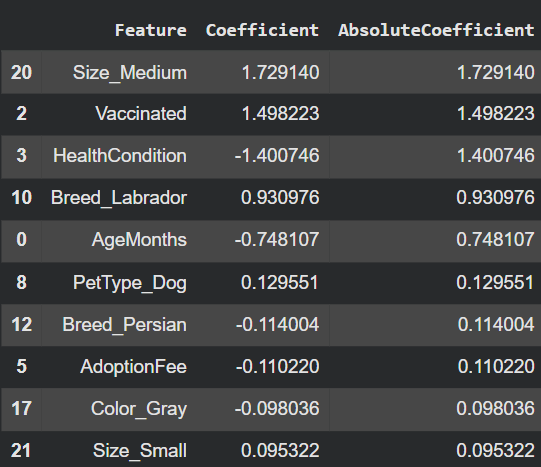 Feature Coefficient AbsoluteCoefficient
20 Size_Medium 1.729140 1.729140
2 Vaccinated 1.498223 1.498223
3 HealthCondition -1.400746 1.400746
10 Breed_Labrador 0.930976 0.930976
0 AgeMonths -0.748107 0.748107
8 PetType_Dog 0.129551 0.129551
12 Breed_Persian -0.114004 0.114004
5 AdoptionFee -0.110220 0.110220
17 Color_Gray -0.098036 0.098036
21 Size_Small 0.095322 0.095322